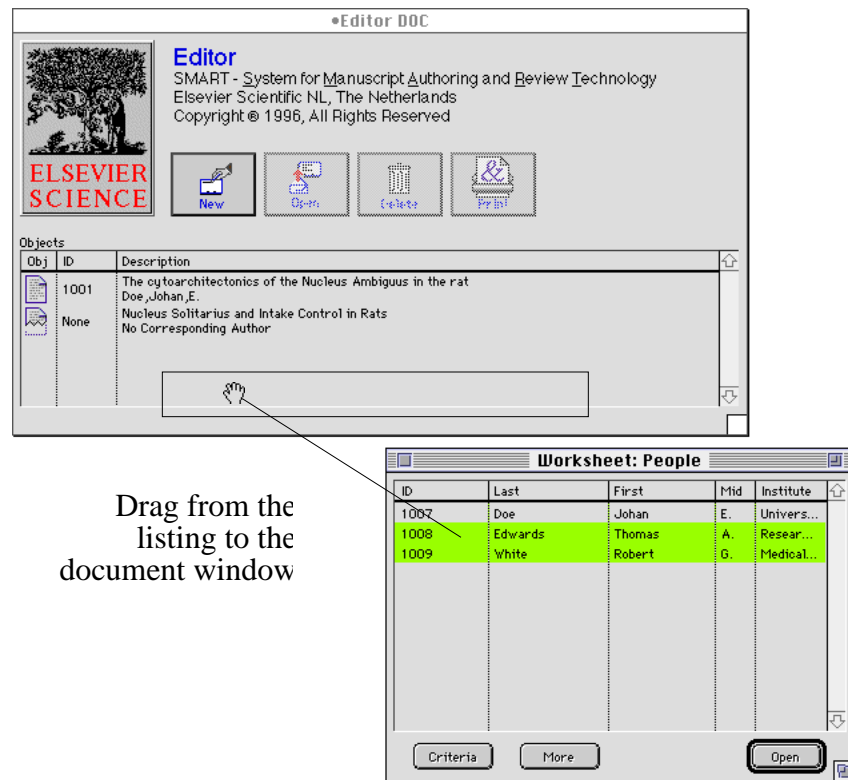 •Editor DOC
Editor
SMART - System for Manuscript Authoring and Review Technology
Elsevier Scientific NL, The Netherlands
Copyright © 1996, All Rights Reserved
ELSEVIER
SCIENCE
New Open Delete Print
Objects
Obj ID Description
1001 The cytoarchitectonics of the Nucleus Ambiguus in the rat
Doe,Johan,E.
None Nucleus Solitarius and Intake Control in Rats
No Corresponding Author
Worksheet: People
ID Last First Mid Institute
1007 Doe Johan E. Univers...
1008 Edwards Thomas A. Resear...
1009 White Robert G. Medical...
Drag from the
listing to the
document window
Criteria More Open